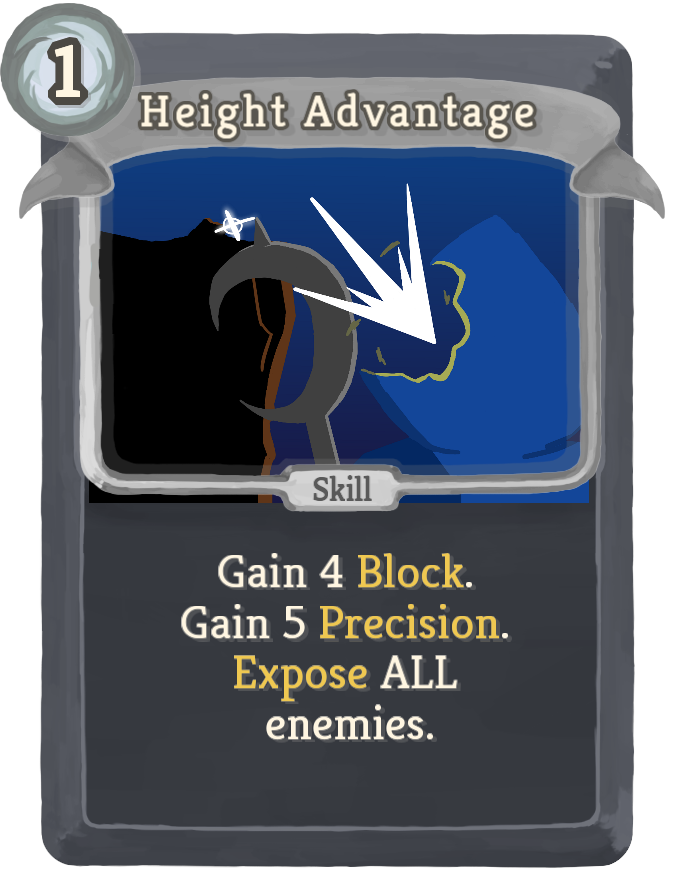 1
Height Advantage
Skill
Gain 4 Block.
Gain 5 Precision.
Expose ALL
enemies.